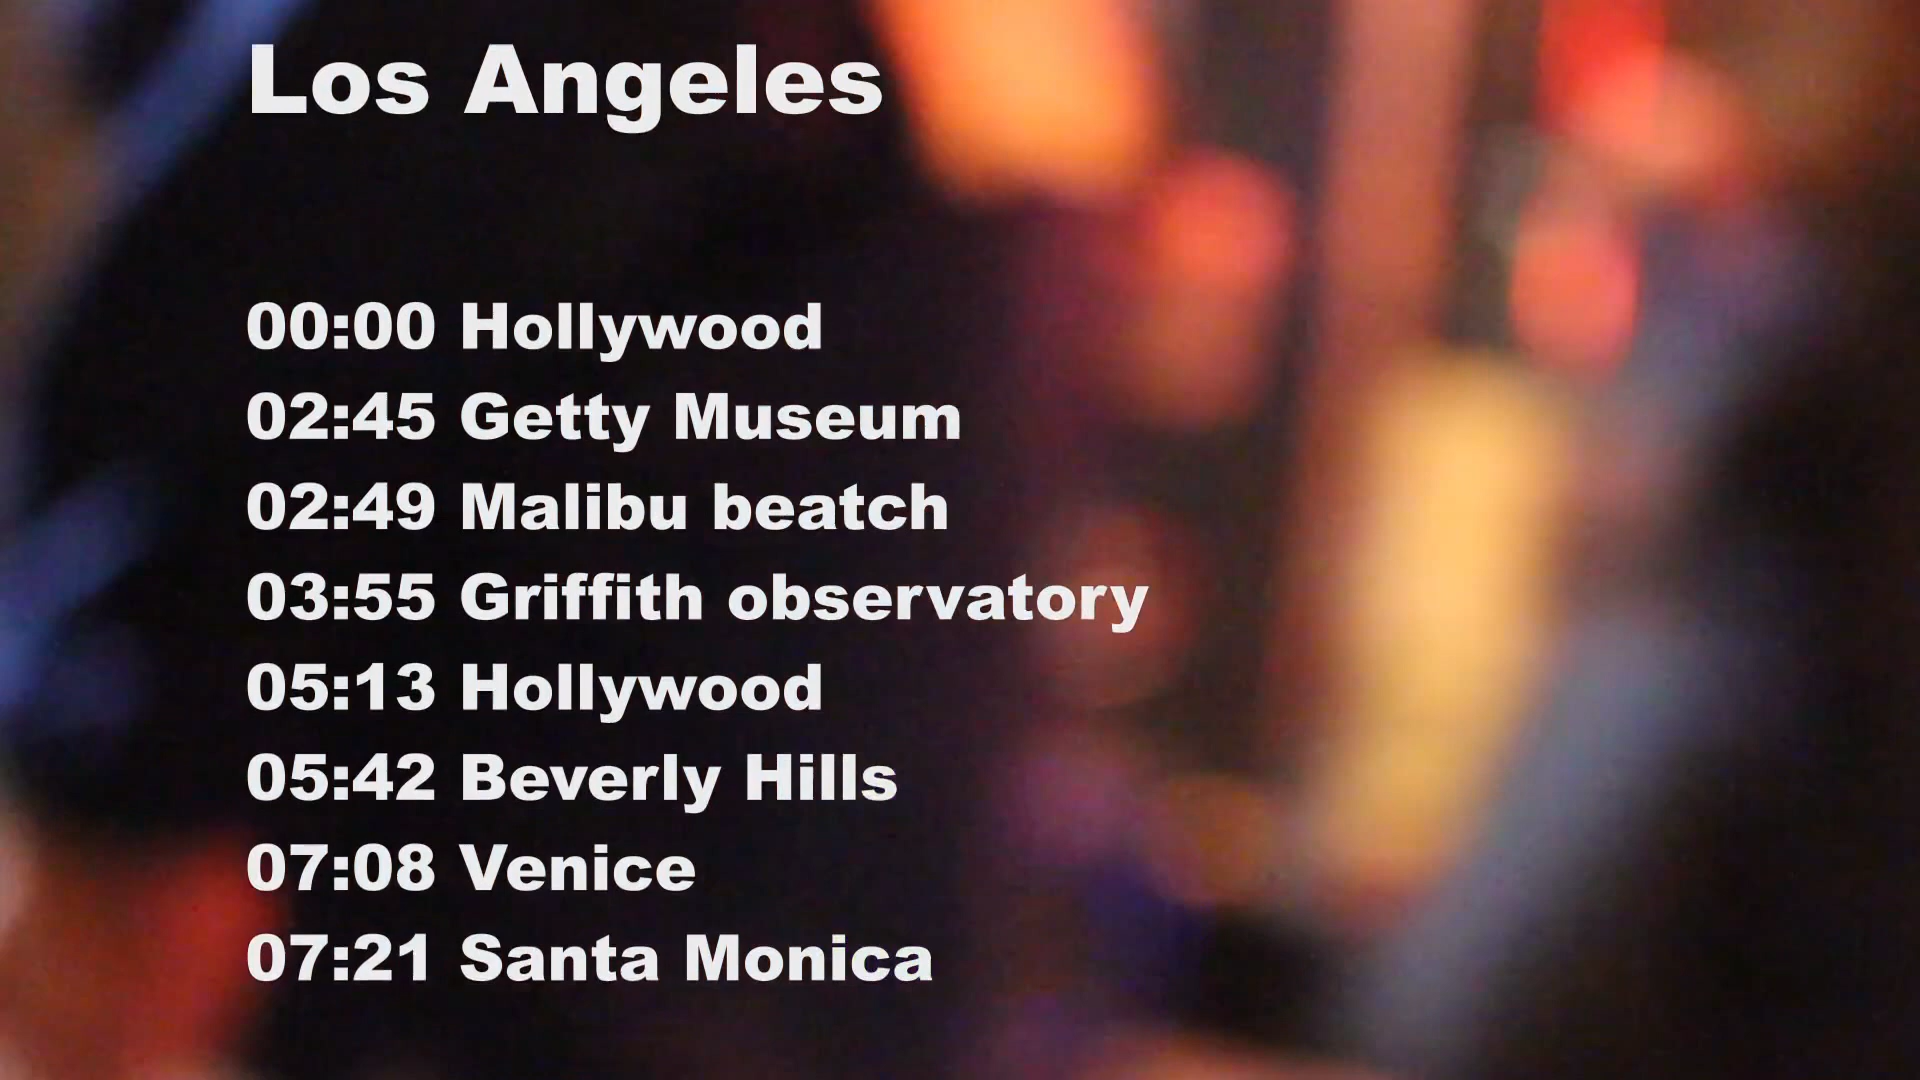 Los Angeles
00:00 Hollywood
02:45 Getty Museum
02:49 Malibu beatch
03:55 Griffith observatory
05:13 Hollywood
05:42 Beverly Hills
07:08 Venice
07:21 Santa Monica